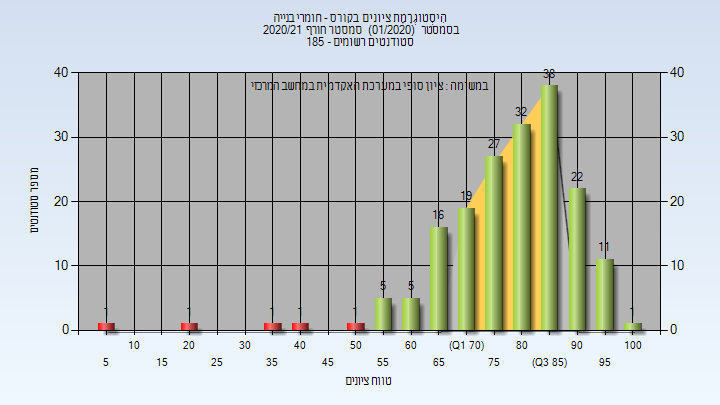 היסטוגרמת ציונים בקורס - חומרי בנייה
בסמסטר (01/2020) סמסטר חורף 2020/21
סטודנטים רשומים - 185
במשימה : ציון סופי במערכת האקדמית במחשב המרכזי
40 40
30 30
20 20
10 10
0 0
מספר סטודנטים
1 1 1 1 1 5 5 16 19 27 32 38 22 11 1
10 20 30 40 50 60 (Q1 70) 80 90 100
5 15 25 35 45 55 65 75 (Q3 85) 95
טווח ציונים